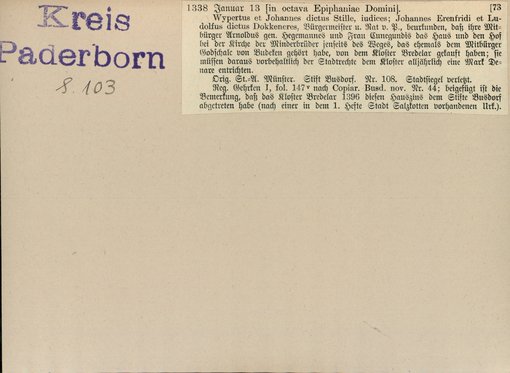 Kreis
Paderborn
S. 103
1338 Januar 13 [in octava Epiphaniae Domini]. [73
Wypertus et Johannes dictus Stille, iudices; Johannes Erenfridi et Lu-
dolfus dictus Dokkeneres, Bürgermeister u. Rat v. P., beurkunden, daß ihre Mit-
bürger Arnoldus gen. Hegemannes und Frau Cunegundis das Haus und den Hof
bei der Kirche der Minderbrüder jenseits des Weges, das ehemals dem Mitbürger
Godschalc von Budeken gehört habe, von dem Kloster Bredelar gekauft haben; sie
müssen daraus vorbehaltlich der Stadtrechte dem Kloster alljährlich eine Mark De-
nare entrichten.
Orig. St.-A. Münster. Stift Busdorf. Nr. 108. Stadtsiegel verletzt.
Reg. Gehrken I, fol. 147v nach Copiar. Busd. nov. Nr. 44; beigefügt ist die
Bemerkung, daß das Kloster Bredelar 1396 diesen Hauszins dem Stifte Busdorf
abgetreten habe (nach einer in dem 1. Hefte Stadt Salzkotten vorhandenen Urk.).